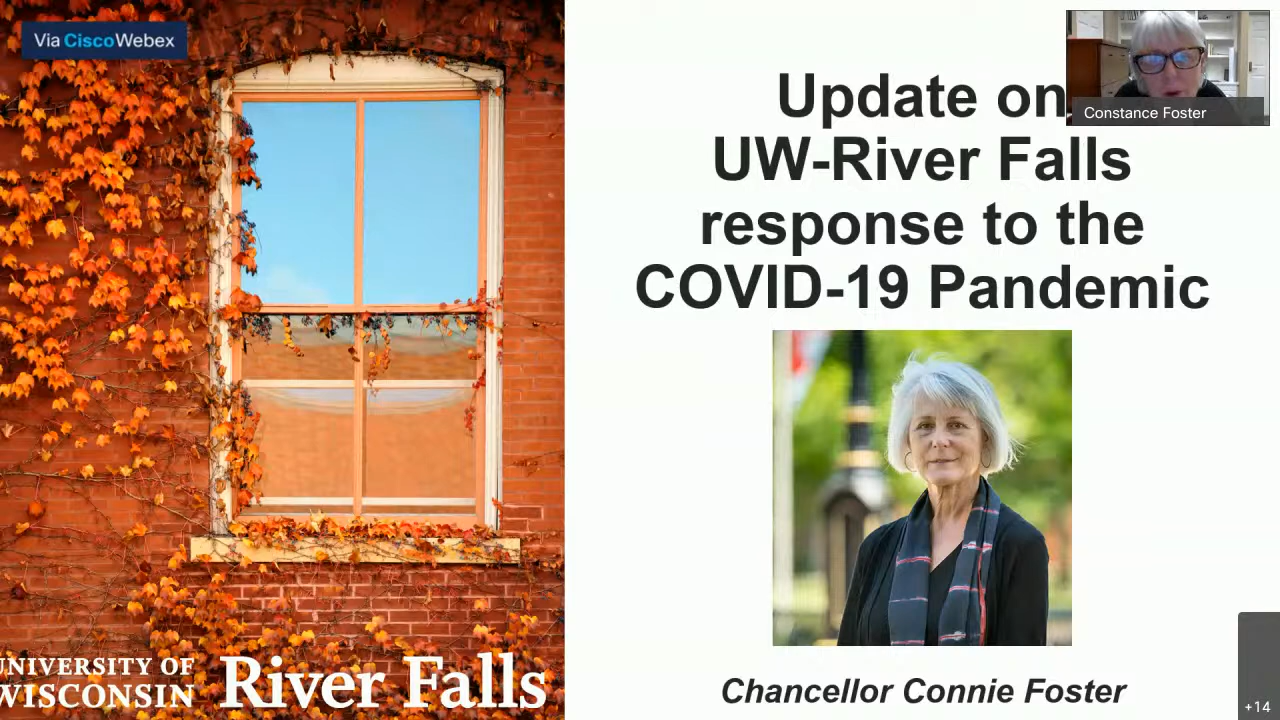 Via CiscoWebex
Constance Foster
Update on
UW-River Falls
response to the
COVID-19 Pandemic
UNIVERSITY OF
WISCONSIN
River Falls
Chancellor Connie Foster
+14